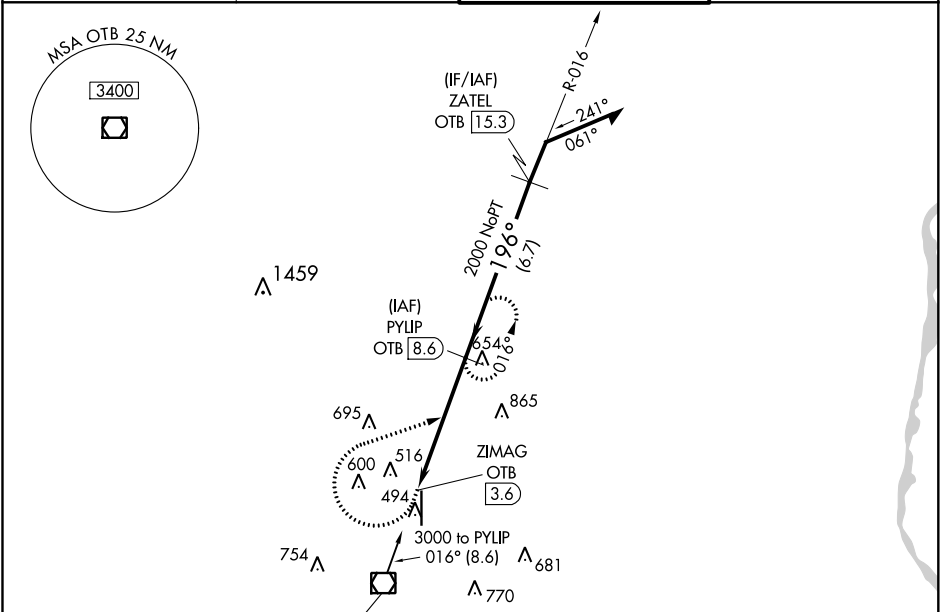 MSA OTB 25 NM
3400
R-016
(IF/IAF)
ZATEL
OTB 15.3
241°
061°
2000 NoPT
196°
(6.7)
1459
(IAF)
PYLIP
OTB 8.6
654
016°
695
865
600
516
494
ZIMAG
OTB
3.6
3000 to PYLIP
016° (8.6)
754
681
770